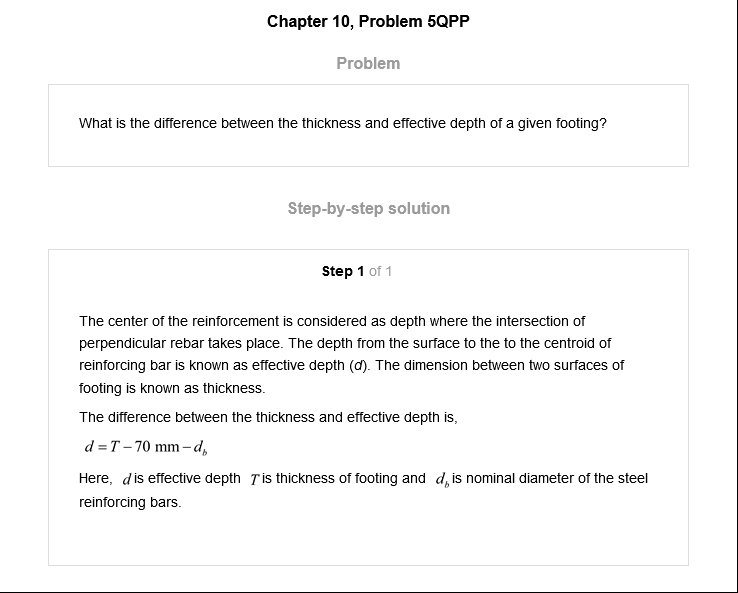 Chapter 10, Problem 5QPP
Problem
What is the difference between the thickness and effective depth of a given footing?
Step-by-step solution
Step 1 of 1
The center of the reinforcement is considered as depth where the intersection of
perpendicular rebar takes place. The depth from the surface to the to the centroid of
reinforcing bar is known as effective depth (d). The dimension between two surfaces of
footing is known as thickness.
The difference between the thickness and effective depth is,
d = T − 70 mm − d_b
Here, d is effective depth T is thickness of footing and d_b is nominal diameter of the steel
reinforcing bars.